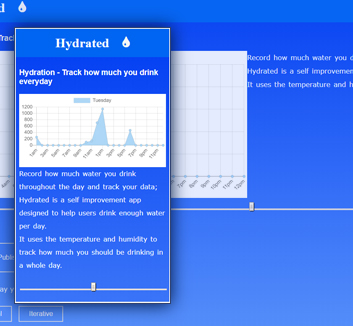 Hydrated
Hydration - Track how much you drink
everyday
Tuesday
1200
1000
800
600
400
200
0
1am 3am 5am 7am 9am 11am 1pm 3pm 5pm 7pm 9pm 11pm
Record how much water you drink
throughout the day and track your data;
Hydrated is a self improvement app
designed to help users drink enough water
per day.
It uses the temperature and humidity to
track how much you should be drinking in
a whole day.
Record how much water you d
Hydrated is a self improvemen
It uses the temperature and h
7pm 8pm 9pm 10pm 11pm 12pm
Publi
ay y
Iterative